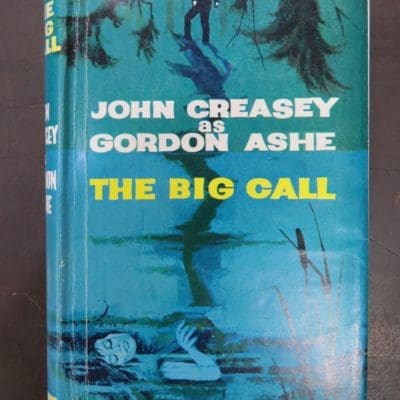 JOHN CREASEY
as
GORDON ASHE
THE BIG CALL